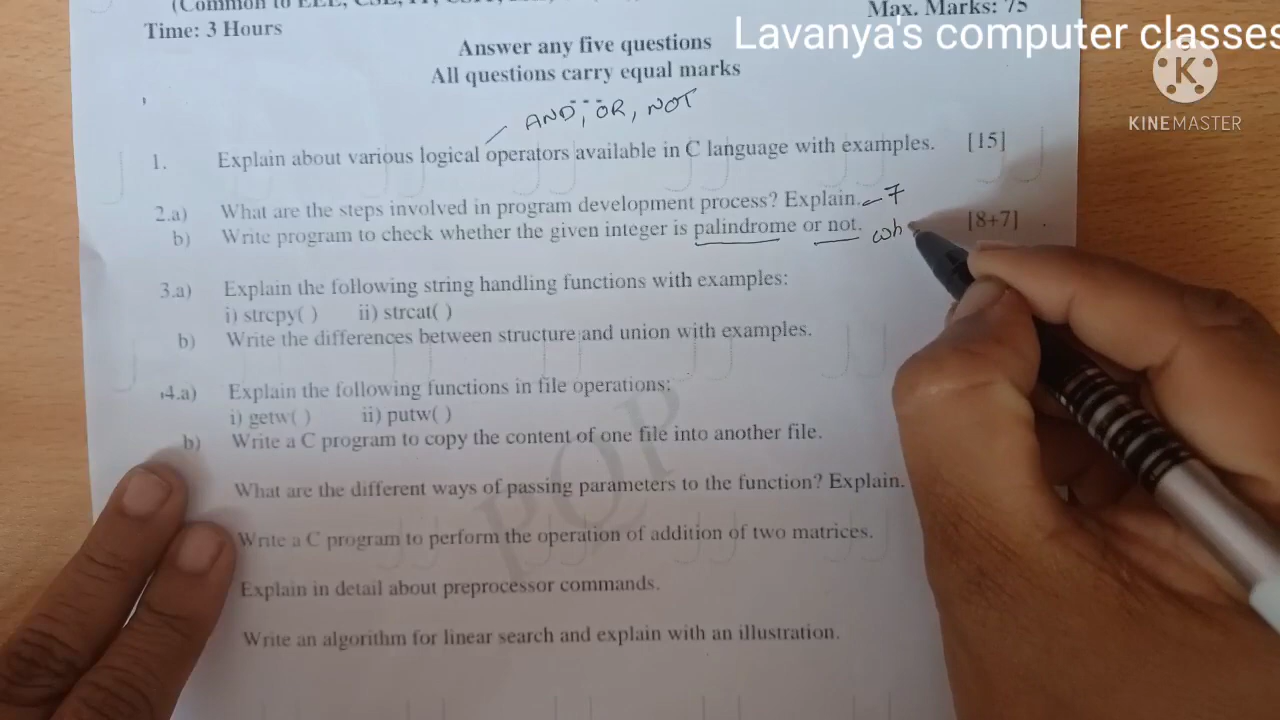 (Common to EEE, CSE, IT,
Max. Marks: 75
Lavanya's computer classes
Time: 3 Hours
Answer any five questions
All questions carry equal marks
K
KINEMASTER
---
AND, OR, NOT
1. Explain about various logical operators available in C language with examples. [15]
2.a) What are the steps involved in program development process? Explain. - 7
b) Write program to check whether the given integer is palindrome or not. wh [8+7]
3.a) Explain the following string handling functions with examples:
i) strcpy( ) ii) strcat( )
b) Write the differences between structure and union with examples.
4.a) Explain the following functions in file operations:
i) getw( ) ii) putw( )
b) Write a C program to copy the content of one file into another file.
What are the different ways of passing parameters to the function? Explain.
Write a C program to perform the operation of addition of two matrices.
Explain in detail about preprocessor commands.
Write an algorithm for linear search and explain with an illustration.
PQP